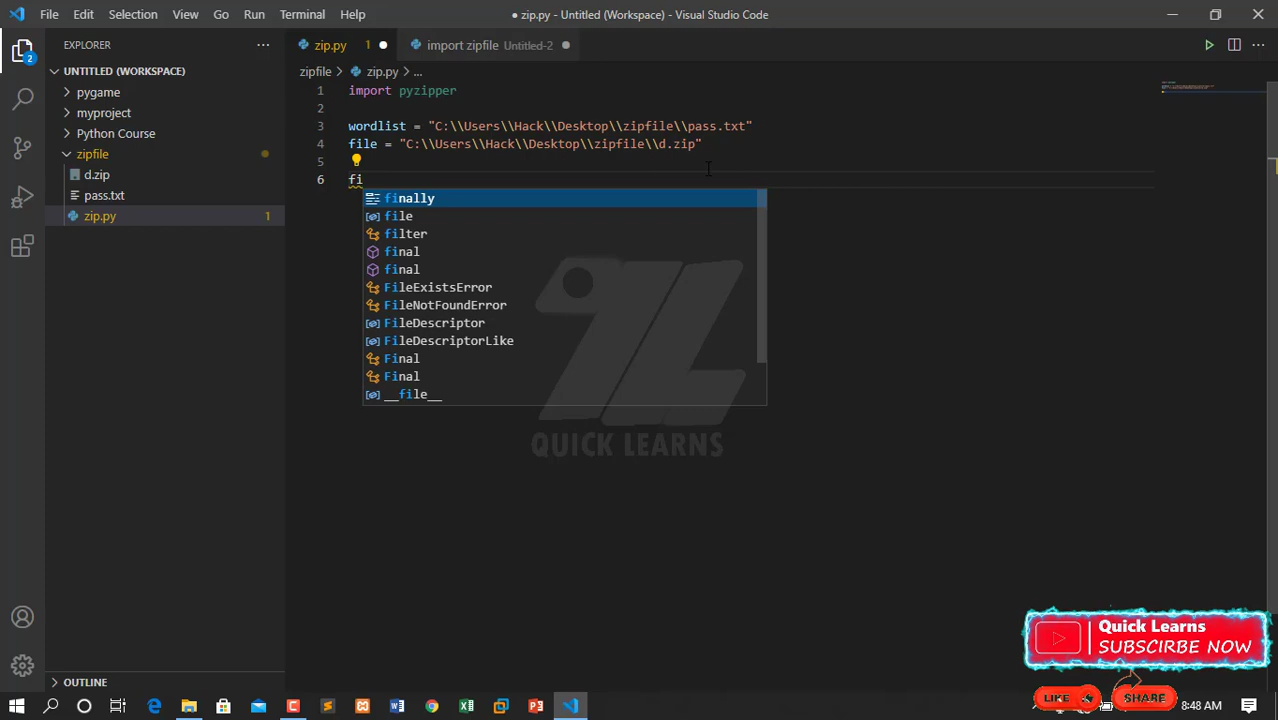 File Edit Selection View Go Run Terminal Help
● zip.py - Untitled (Workspace) - Visual Studio Code
EXPLORER
zip.py 1
import zipfile Untitled-2
UNTITLED (WORKSPACE)
zipfile > zip.py > ...
pygame
myproject
Python Course
zipfile
d.zip
pass.txt
zip.py 1
2
1 import pyzipper
2
3 wordlist = "C:\\Users\\Hack\\Desktop\\zipfile\\pass.txt"
4 file = "C:\\Users\\Hack\\Desktop\\zipfile\\d.zip"
5
6 fi
finally
file
filter
final
final
FileExistsError
FileNotFoundError
FileDescriptor
FileDescriptorLike
Final
Final
__file__
QUICK LEARNS
Quick Learns
SUBSCIRBE NOW
LIKE
SHARE
OUTLINE
8:48 AM